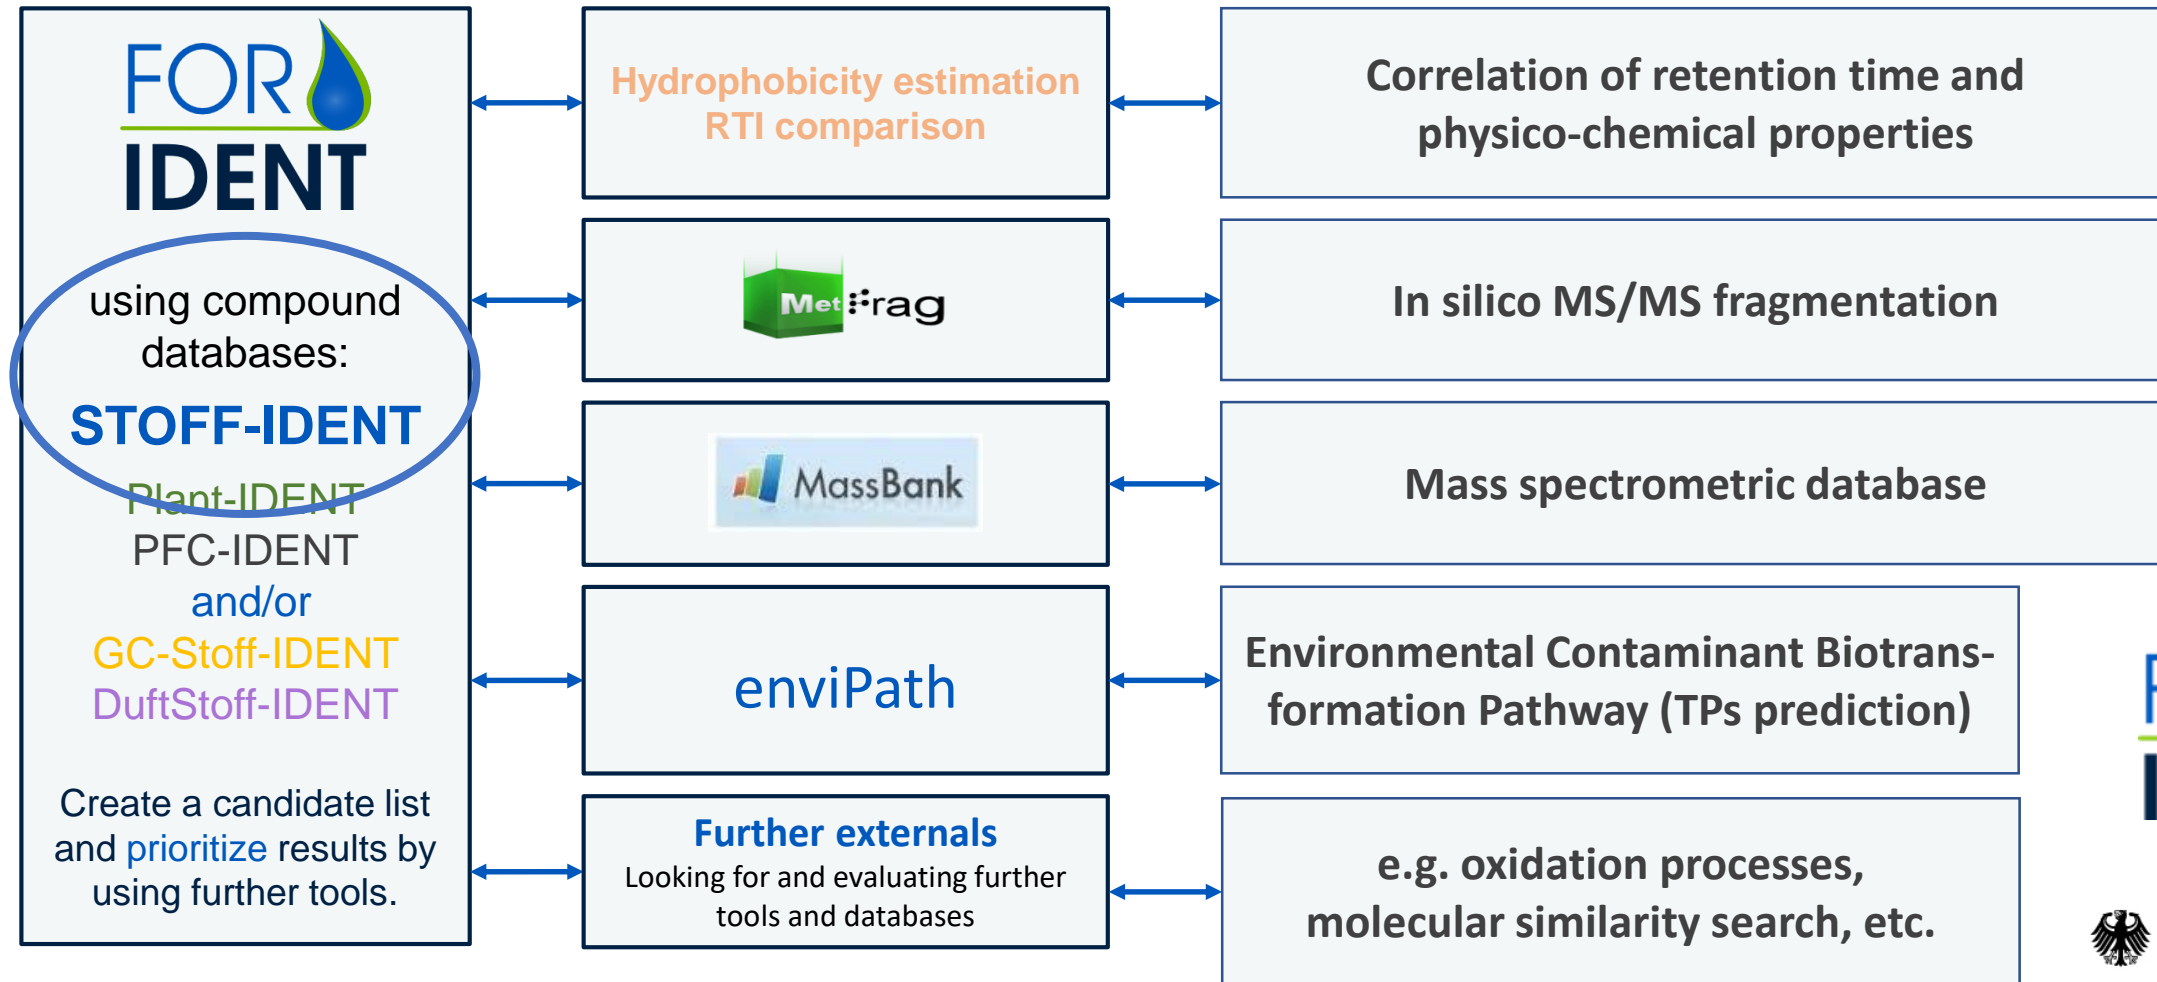 FOR
IDENT
using compound
databases:
STOFF-IDENT
Plant-IDENT
PFC-IDENT
and/or
GC-Stoff-IDENT
DuftStoff-IDENT
Create a candidate list
and prioritize results by
using further tools.
Hydrophobicity estimation
RTI comparison
Correlation of retention time and
physico-chemical properties
MetFrag
In silico MS/MS fragmentation
MassBank
Mass spectrometric database
enviPath
Environmental Contaminant Biotrans-
formation Pathway (TPs prediction)
Further externals
Looking for and evaluating further
tools and databases
e.g. oxidation processes,
molecular similarity search, etc.